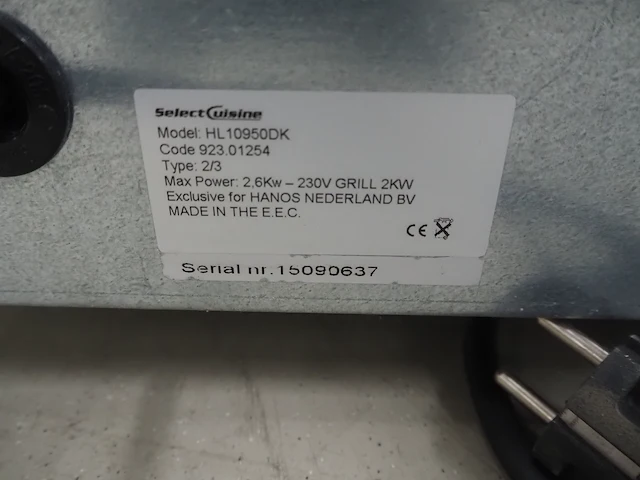 SelectCuisine
Model: HL10950DK
Code 923.01254
Type: 2/3
Max Power: 2,6Kw – 230V GRILL 2KW
Exclusive for HANOS NEDERLAND BV
MADE IN THE E.E.C.
CE
Serial nr.15090637